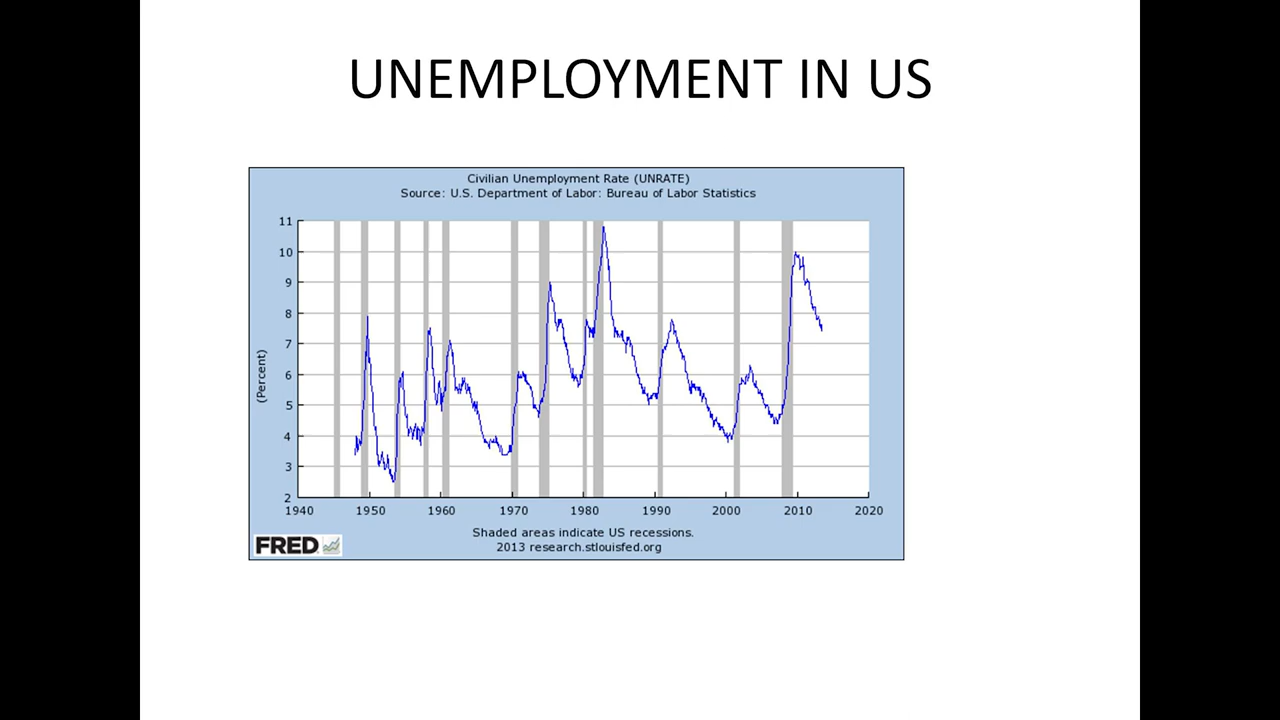 UNEMPLOYMENT IN US
Civilian Unemployment Rate (UNRATE)
Source: U.S. Department of Labor: Bureau of Labor Statistics
11
10
9
8
7
6
5
4
3
2
(Percent)
1940 1950 1960 1970 1980 1990 2000 2010 2020
Shaded areas indicate US recessions.
2013 research.stlouisfed.org
FRED